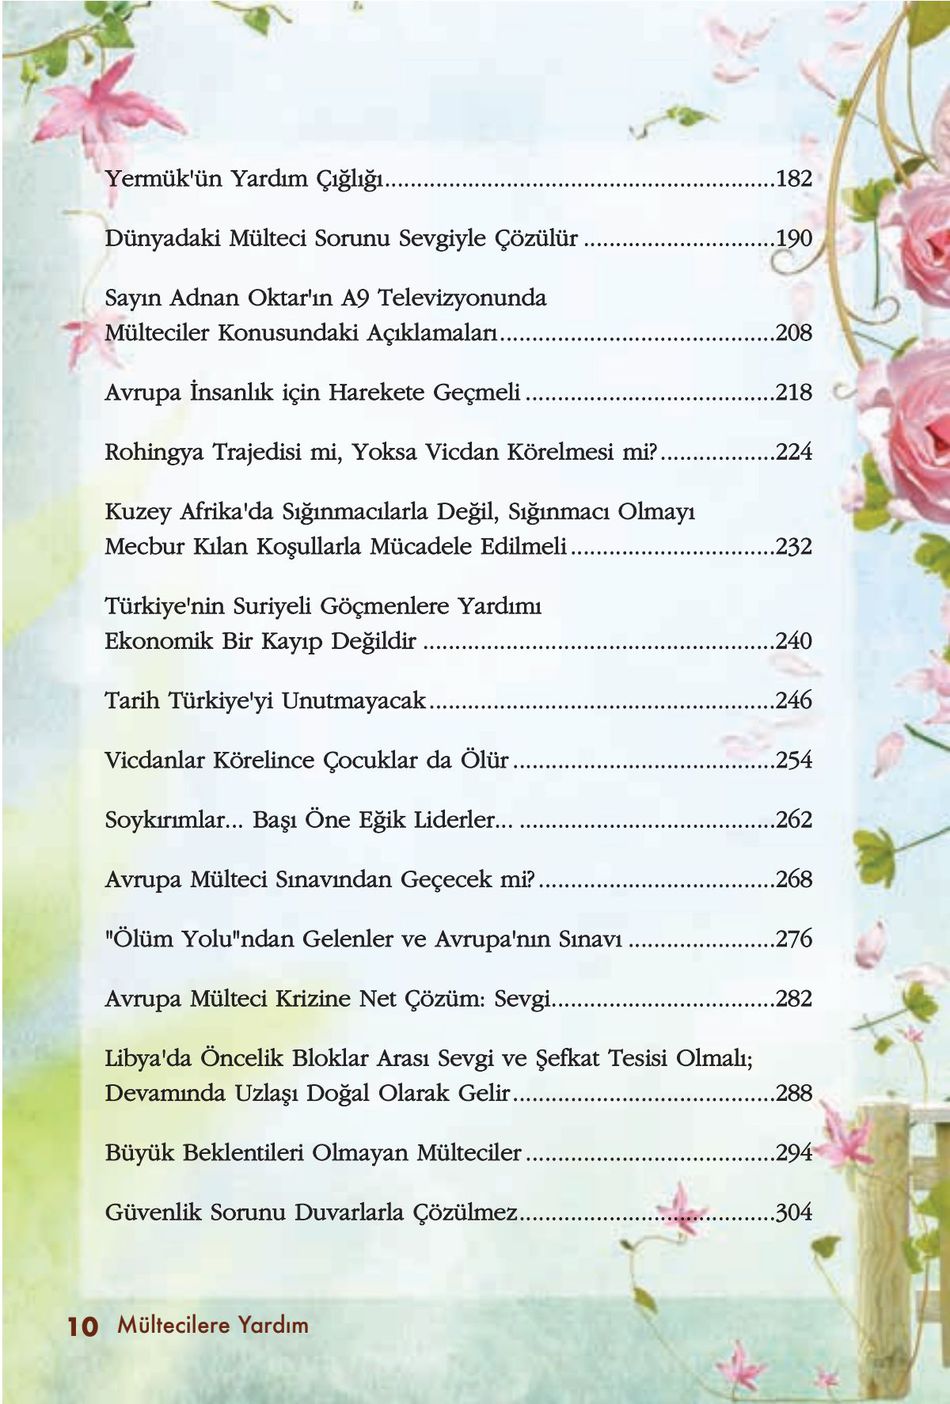 Yermük'ün Yardım Çığlığı............................................................182
Dünyadaki Mülteci Sorunu Sevgiyle Çözülür .............................190
Sayın Adnan Oktar'ın A9 Televizyonunda
Mülteciler Konusundaki Açıklamaları..........................................208
Avrupa İnsanlık için Harekete Geçmeli ......................................218
Rohingya Trajedisi mi, Yoksa Vicdan Körelmesi mi?..................224
Kuzey Afrika'da Sığınmacılarla Değil, Sığınmacı Olmayı
Mecbur Kılan Koşullarla Mücadele Edilmeli ...............................232
Türkiye'nin Suriyeli Göçmenlere Yardımı
Ekonomik Bir Kayıp Değildir ......................................................240
Tarih Türkiye'yi Unutmayacak.....................................................246
Vicdanlar Körelince Çocuklar da Ölür ........................................254
Soykırımlar... Başı Öne Eğik Liderler... .......................................262
Avrupa Mülteci Sınavından Geçecek mi?....................................268
"Ölüm Yolu"ndan Gelenler ve Avrupa'nın Sınavı ......................276
Avrupa Mülteci Krizine Net Çözüm: Sevgi..................................282
Libya'da Öncelik Bloklar Arası Sevgi ve Şefkat Tesisi Olmalı;
Devamında Uzlaşı Doğal Olarak Gelir........................................288
Büyük Beklentileri Olmayan Mülteciler ......................................294
Güvenlik Sorunu Duvarlarla Çözülmez.......................................304
10 Mültecilere Yardım